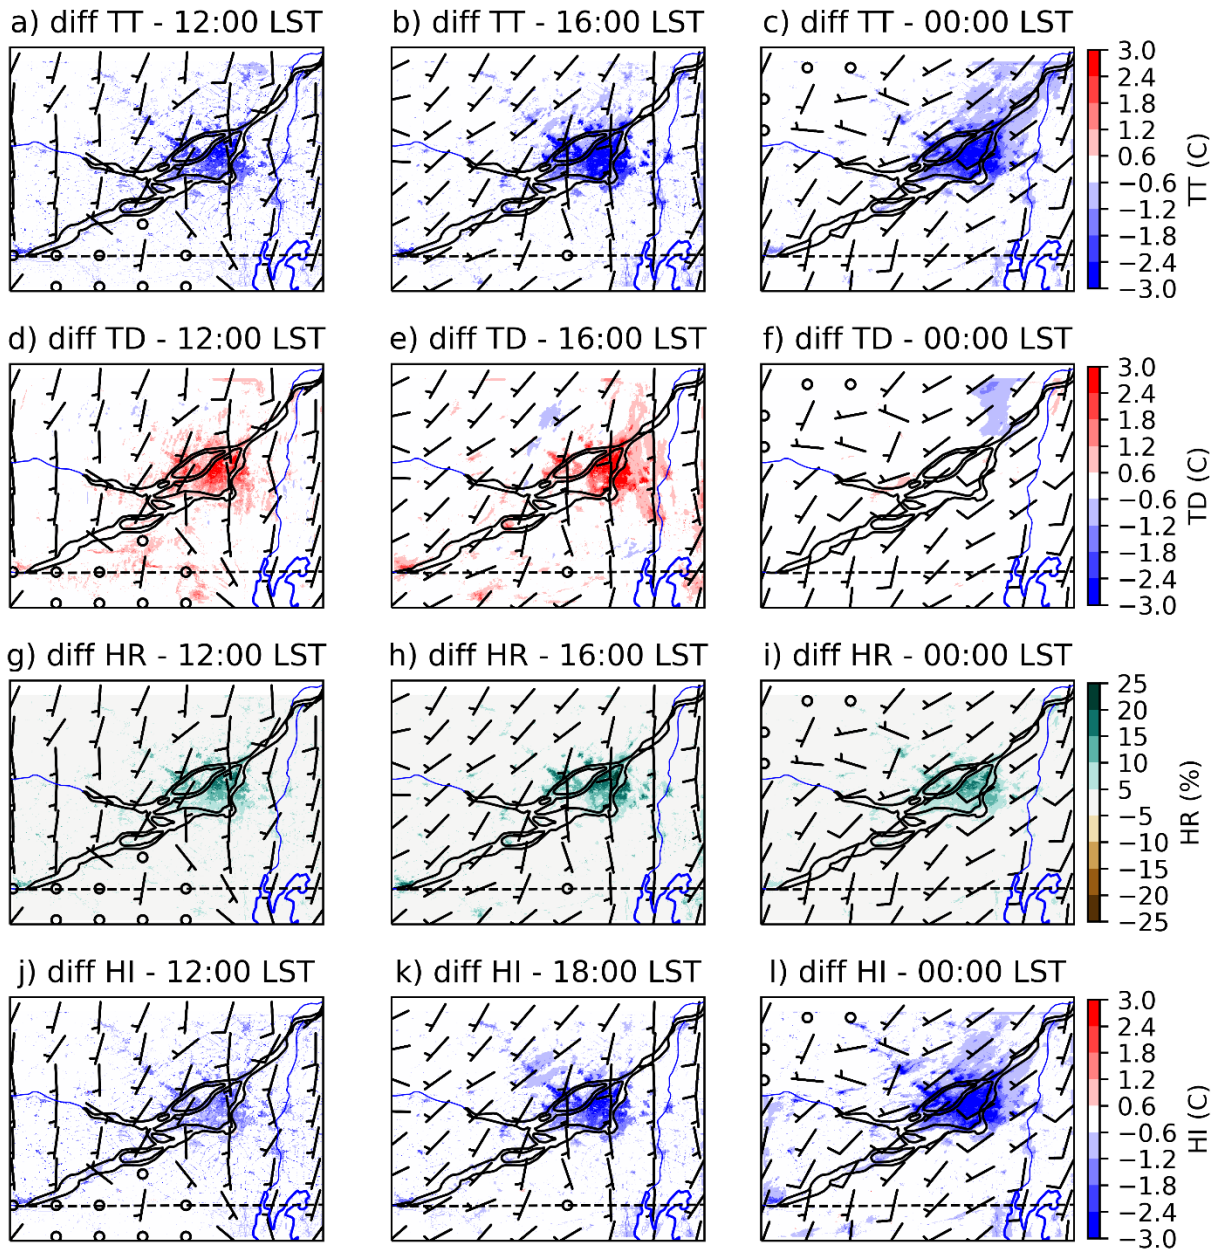 a) diff TT - 12:00 LST
b) diff TT - 16:00 LST
c) diff TT - 00:00 LST
3.0
2.4
1.8
1.2
0.6
−0.6
−1.2
−1.8
−2.4
−3.0
TT (C)
d) diff TD - 12:00 LST
e) diff TD - 16:00 LST
f) diff TD - 00:00 LST
3.0
2.4
1.8
1.2
0.6
−0.6
−1.2
−1.8
−2.4
−3.0
TD (C)
g) diff HR - 12:00 LST
h) diff HR - 16:00 LST
i) diff HR - 00:00 LST
25
20
15
10
5
−5
−10
−15
−20
−25
HR (%)
j) diff HI - 12:00 LST
k) diff HI - 18:00 LST
l) diff HI - 00:00 LST
3.0
2.4
1.8
1.2
0.6
−0.6
−1.2
−1.8
−2.4
−3.0
HI (C)